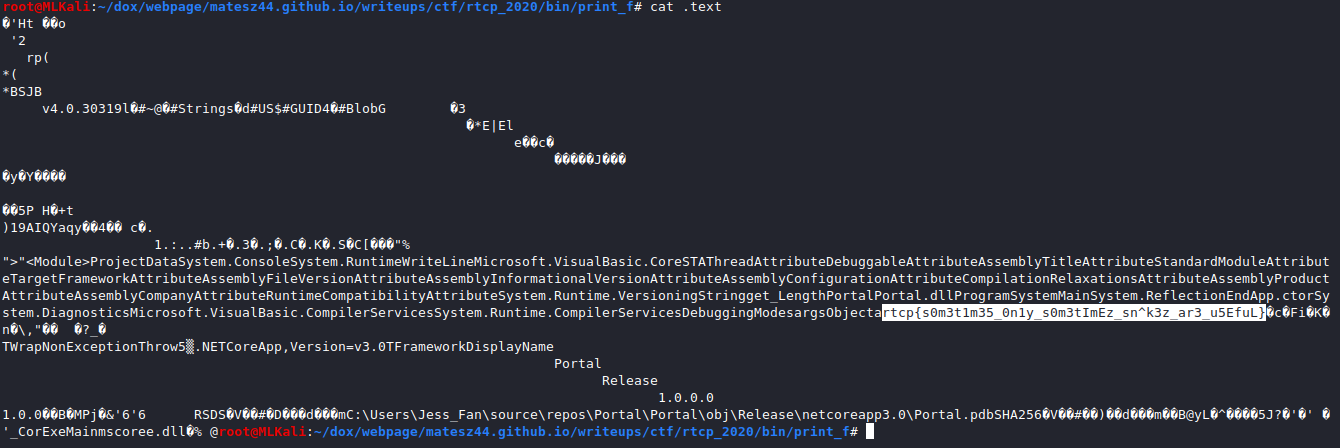 root@MLKali:~/dox/webpage/matesz44.github.io/writeups/ctf/rtcp_2020/bin/print_f# cat .text
�'Ht ��o
'2
rp(
*(
*BSJB
v4.0.30319l�#~@�#Strings�d#US$#GUID4�#BlobG �3
�*E|El
e��c�
�����J���
�y�Y����
��5P H�+t
)19AIQYaqy��4�� c�.
1.:..#b.+�.3�.;�.C�.K�.S�C[���"%
">"<Module>ProjectDataSystem.ConsoleSystem.RuntimeWriteLineMicrosoft.VisualBasic.CoreSTAThreadAttributeDebuggableAttributeAssemblyTitleAttributeStandardModuleAttribut
eTargetFrameworkAttributeAssemblyFileVersionAttributeAssemblyInformationalVersionAttributeAssemblyConfigurationAttributeCompilationRelaxationsAttributeAssemblyProduct
AttributeAssemblyCompanyAttributeRuntimeCompatibilityAttributeSystem.Runtime.VersioningStringget_LengthPortalPortal.dllProgramSystemMainSystem.ReflectionEndApp.ctorSy
stem.DiagnosticsMicrosoft.VisualBasic.CompilerServicesSystem.Runtime.CompilerServicesDebuggingModesargsObjectartcp{s0m3t1m35_0n1y_s0m3tImEz_sn^k3z_ar3_u5EfuL}�c�Fi�K�
n�\,"�� �?_�
TWrapNonExceptionThrow5▒.NETCoreApp,Version=v3.0TFrameworkDisplayName
Portal
Release
1.0.0.0
1.0.0��B�MPj�&'6'6 RSDS�V��#�D���d���mC:\Users\Jess_Fan\source\repos\Portal\Portal\obj\Release\netcoreapp3.0\Portal.pdbSHA256�V��#��)��d���m��B@yL�^����5J?�'�' �
'_CorExeMainmscoree.dll�% @root@MLKali:~/dox/webpage/matesz44.github.io/writeups/ctf/rtcp_2020/bin/print_f#